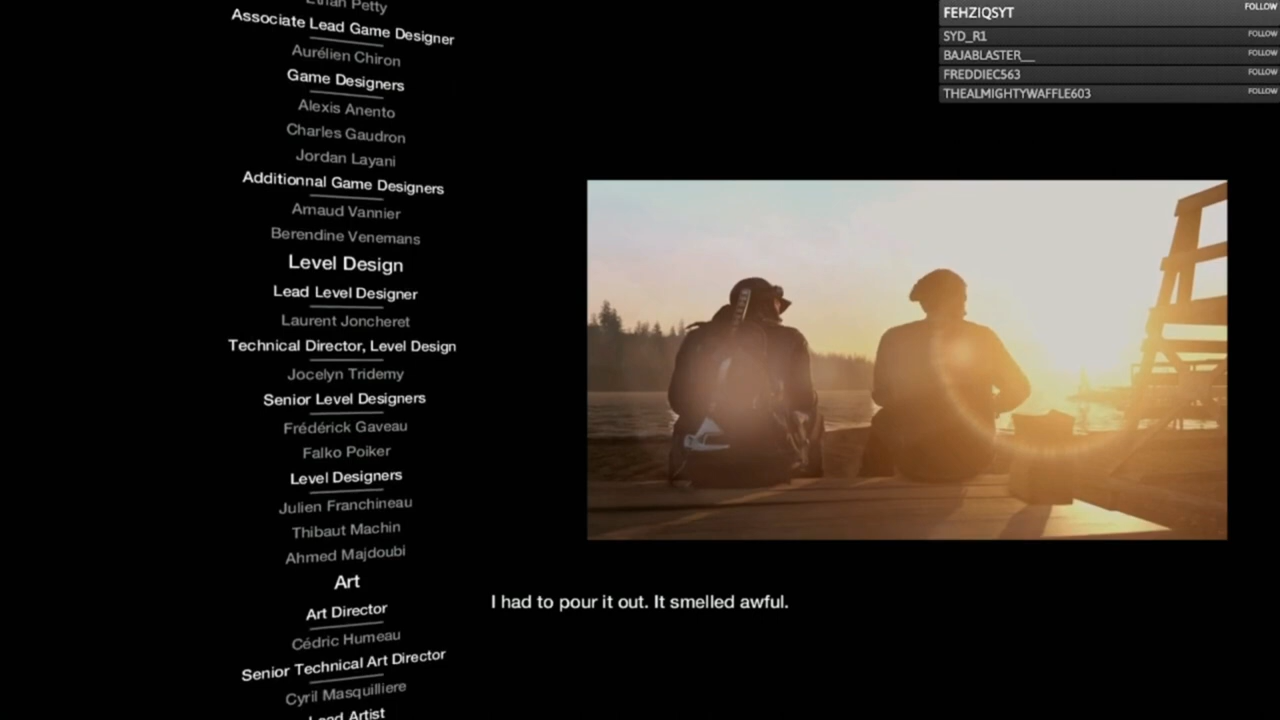 Ethan Petty
Associate Lead Game Designer
Aurélien Chiron
Game Designers
Alexis Anento
Charles Gaudron
Jordan Layani
Additionnal Game Designers
Arnaud Vannier
Berendine Venemans
Level Design
Lead Level Designer
Laurent Joncheret
Technical Director, Level Design
Jocelyn Tridemy
Senior Level Designers
Frédérick Gaveau
Falko Poiker
Level Designers
Julien Franchineau
Thibaut Machin
Ahmed Majdoubi
Art
Art Director
Cédric Humeau
Senior Technical Art Director
Cyril Masquilliere
Lead Artist
FEHZIQSYT FOLLOW
SYD_R1 FOLLOW
BAJABLASTER__ FOLLOW
FREDDIEC563 FOLLOW
THEALMIGHTYWAFFLE603 FOLLOW
I had to pour it out. It smelled awful.